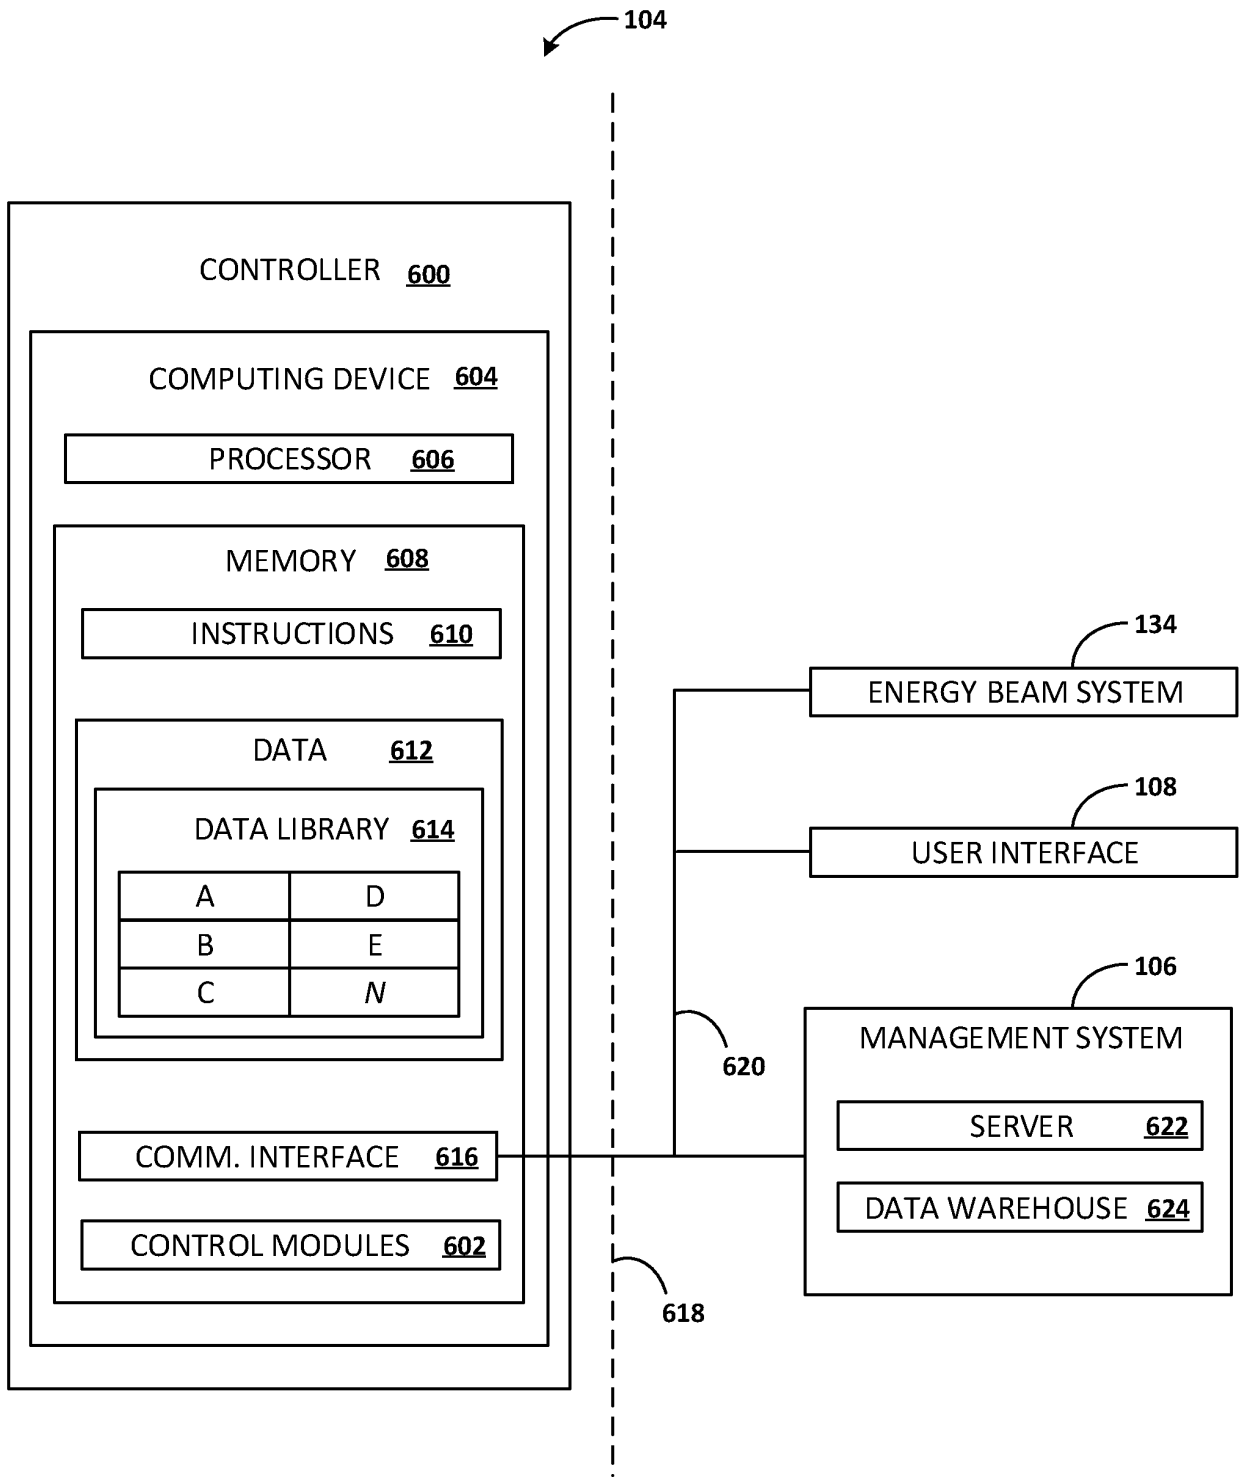 104
CONTROLLER 600
COMPUTING DEVICE 604
PROCESSOR 606
MEMORY 608
INSTRUCTIONS 610
DATA 612
DATA LIBRARY 614
A D
B E
C N
COMM. INTERFACE 616
CONTROL MODULES 602
618
620
134
ENERGY BEAM SYSTEM
108
USER INTERFACE
106
MANAGEMENT SYSTEM
SERVER 622
DATA WAREHOUSE 624